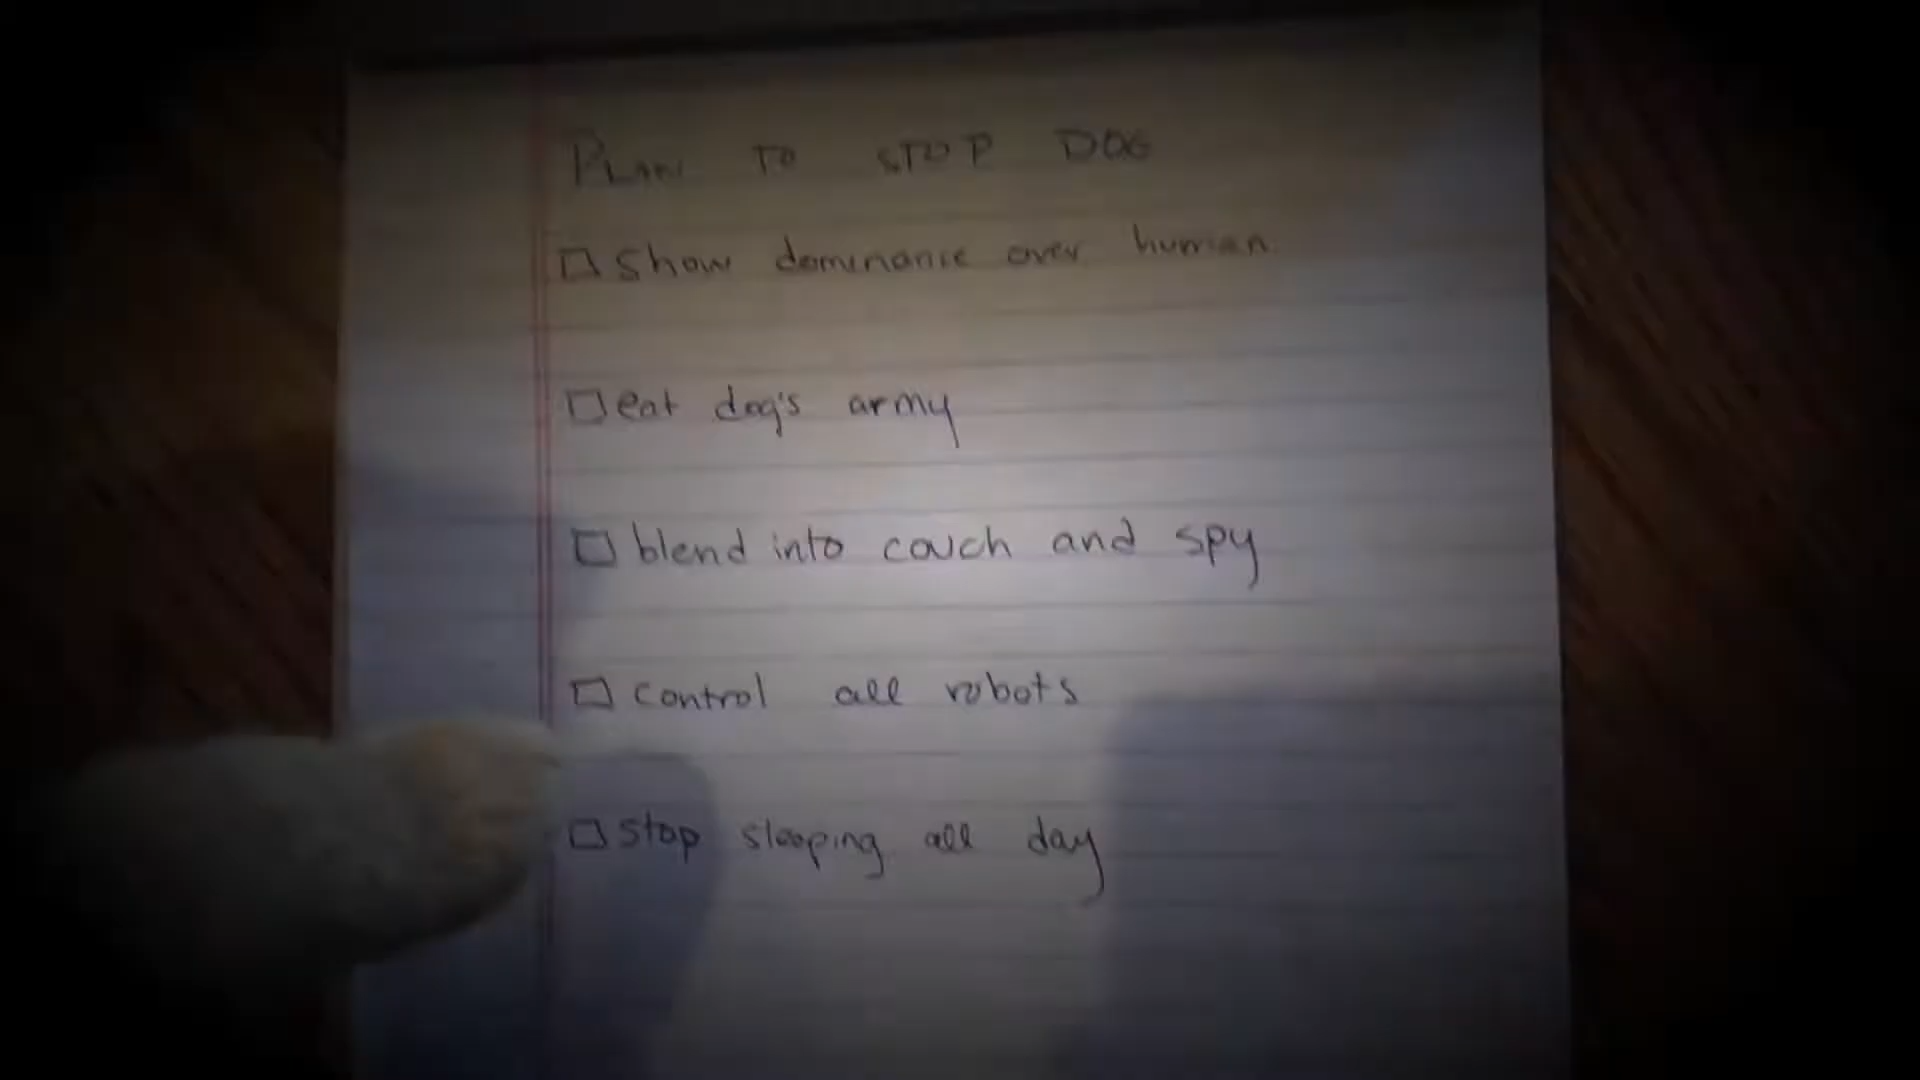 PLAN TO STOP DOG
☐ Show dominance over human
☐ eat dog's army
☐ blend into couch and spy
☐ control all robots
☐ stop sleeping all day